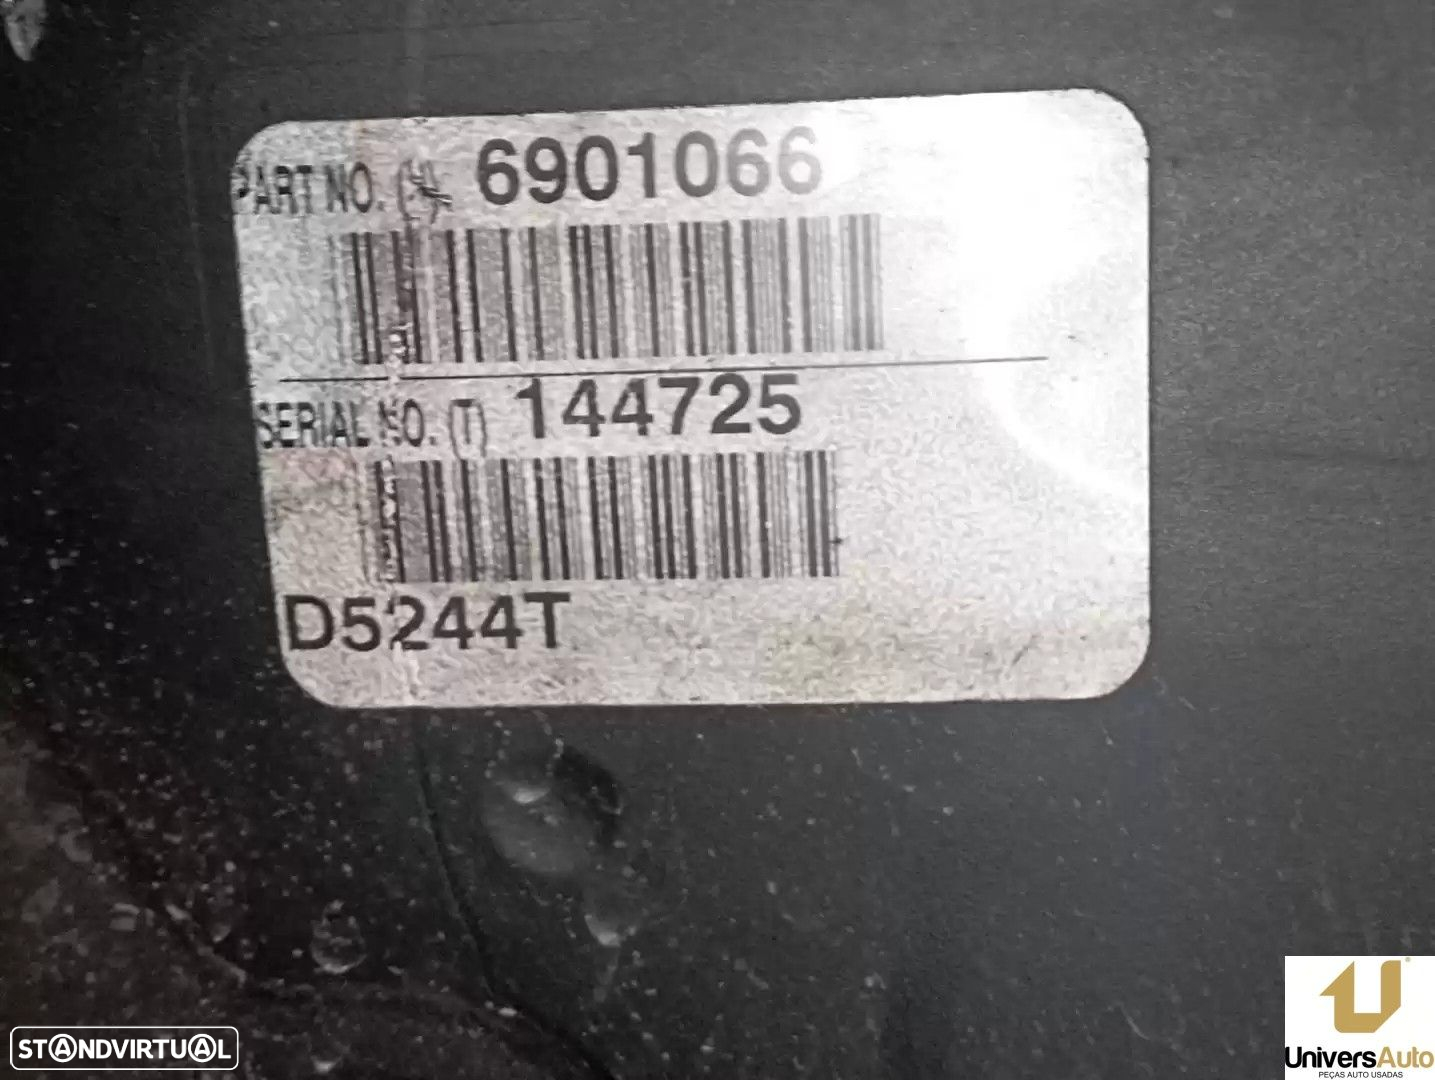 PART NO. 6901066
SERIAL NO. (T) 144725
D5244T
STANDVIRTUAL
UniversAuto
PEÇAS AUTO USADAS